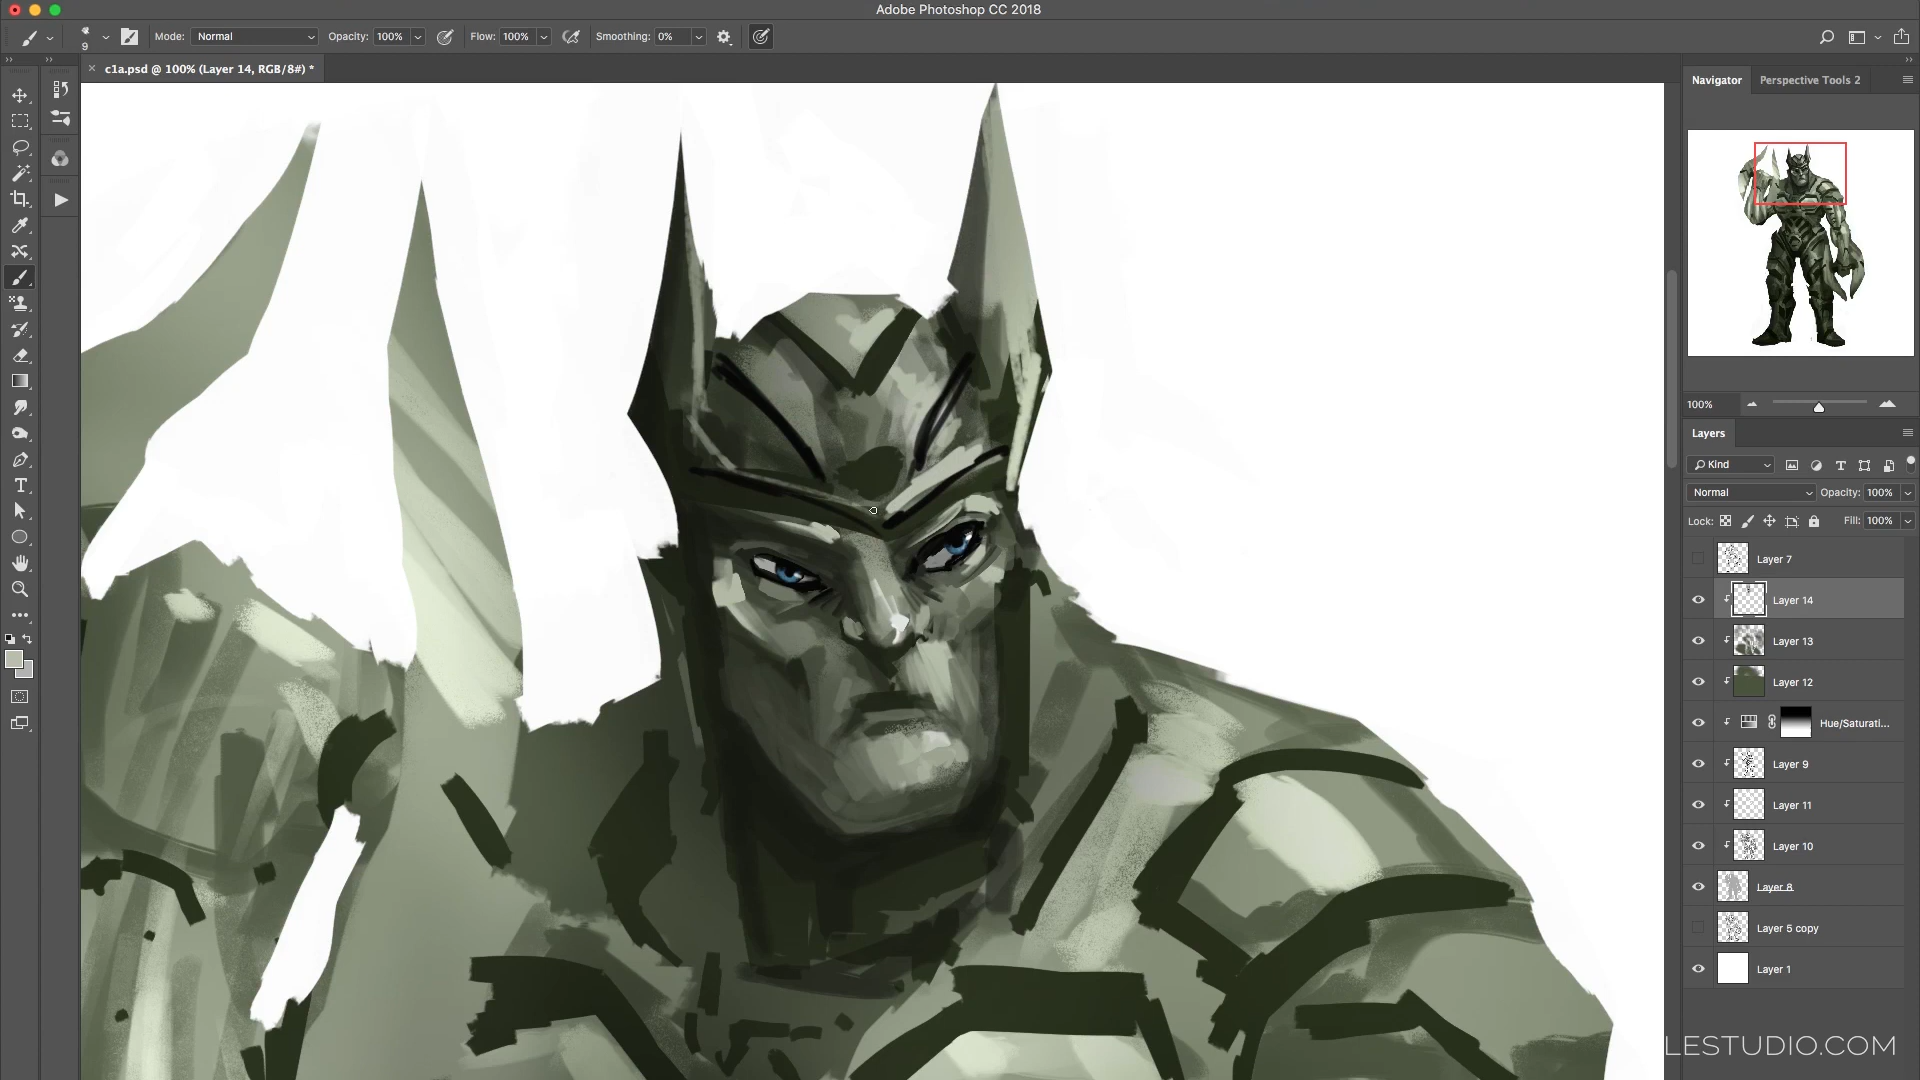 Adobe Photoshop CC 2018
9
Mode: Normal
Opacity: 100%
Flow: 100%
Smoothing: 0%
c1a.psd @ 100% (Layer 14, RGB/8#) *
Navigator
Perspective Tools 2
100%
Layers
Kind
Normal
Opacity: 100%
Lock:
Fill: 100%
Layer 7
Layer 14
Layer 13
Layer 12
Hue/Saturati...
Layer 9
Layer 11
Layer 10
Layer 8
Layer 5 copy
Layer 1
LESTUDIO.COM